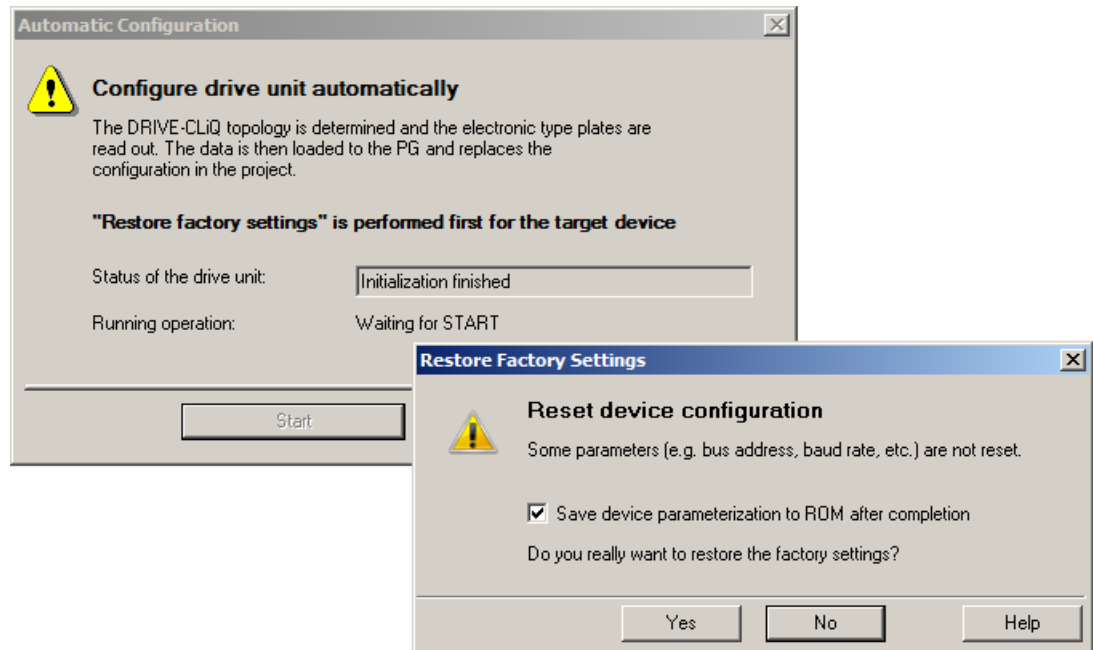 Automatic Configuration
Configure drive unit automatically
The DRIVE-CLiQ topology is determined and the electronic type plates are
read out. The data is then loaded to the PG and replaces the
configuration in the project.
"Restore factory settings" is performed first for the target device
Status of the drive unit: Initialization finished
Running operation: Waiting for START
Start
Restore Factory Settings
Reset device configuration
Some parameters (e.g. bus address, baud rate, etc.) are not reset.
Save device parameterization to ROM after completion
Do you really want to restore the factory settings?
Yes No Help